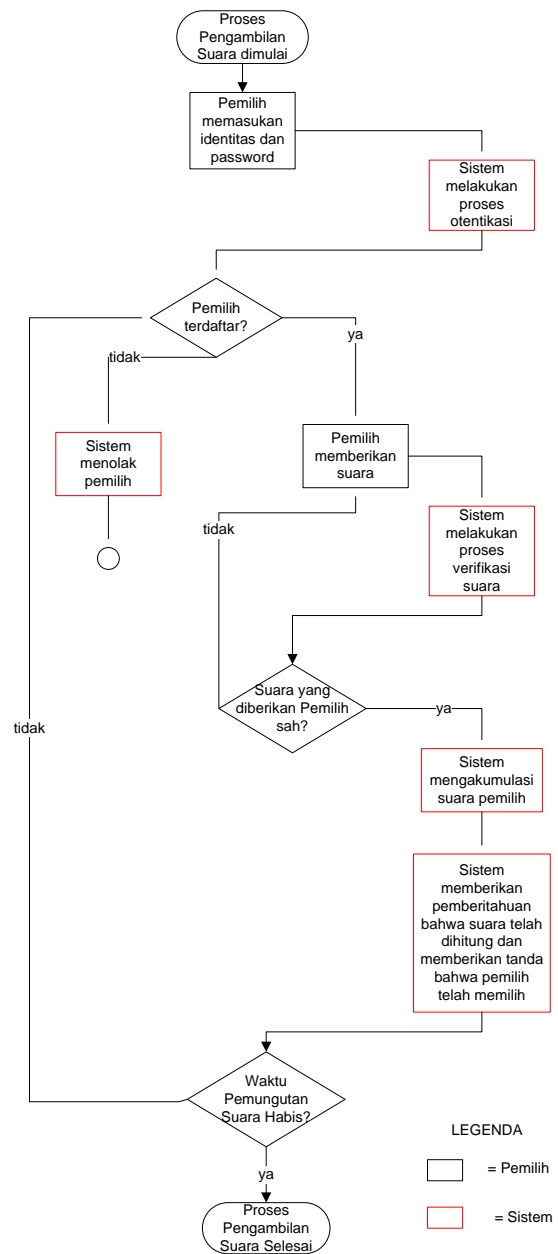 Proses
Pengambilan
Suara dimulai
Pemilih
memasukan
identitas dan
password
Sistem
melakukan
proses
otentikasi
Pemilih
terdaftar?
ya
tidak
Sistem
menolak
pemilih
Pemilih
memberikan
suara
tidak
Sistem
melakukan
proses
verifikasi
suara
Suara yang
diberikan Pemilih
sah?
ya
tidak
Sistem
mengakumulasi
suara pemilih
Sistem
memberikan
pemberitahuan
bahwa suara telah
dihitung dan
memberikan tanda
bahwa pemilih
telah memilih
Waktu
Pemungutan
Suara Habis?
ya
Proses
Pengambilan
Suara Selesai
LEGENDA
= Pemilih
= Sistem